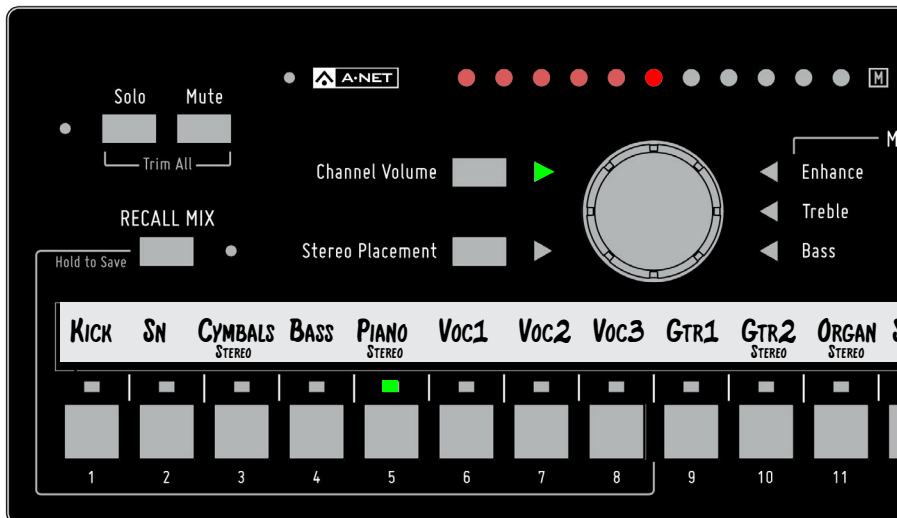 A·NET
M
Solo Mute
Trim All
M
Channel Volume
Enhance
Treble
RECALL MIX
Stereo Placement
Bass
Hold to Save
KICK SN CYMBALS BASS PIANO VOC1 VOC2 VOC3 GTR1 GTR2 ORGAN S
STEREO STEREO STEREO STEREO
1 2 3 4 5 6 7 8 9 10 11